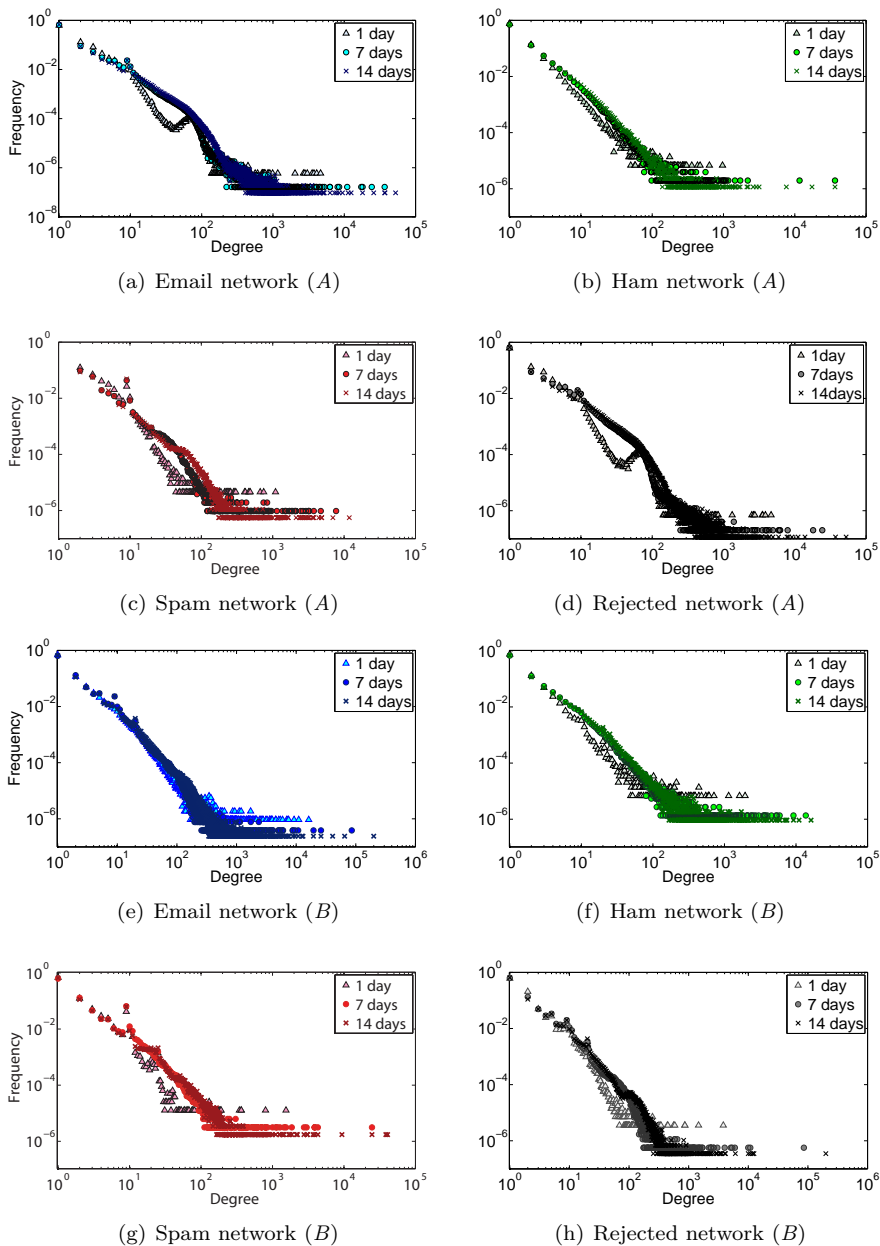 10^0
10^-2
10^-4
10^-6
10^-8
Frequency
10^0 10^1 10^2 10^3 10^4 10^5
Degree
1 day
7 days
14 days
(a) Email network (A)
10^0
10^-2
10^-4
10^-6
10^-8
Frequency
10^0 10^1 10^2 10^3 10^4 10^5
Degree
1 day
7 days
14 days
(b) Ham network (A)
10^0
10^-2
10^-4
10^-6
Frequency
10^0 10^1 10^2 10^3 10^4 10^5
Degree
1 day
7 days
14 days
(c) Spam network (A)
10^0
10^-2
10^-4
10^-6
Frequency
10^0 10^1 10^2 10^3 10^4 10^5
Degree
1day
7days
14days
(d) Rejected network (A)
10^0
10^-2
10^-4
10^-6
Frequency
10^0 10^1 10^2 10^3 10^4 10^5 10^6
Degree
1 day
7 days
14 days
(e) Email network (B)
10^0
10^-2
10^-4
10^-6
Frequency
10^0 10^1 10^2 10^3 10^4 10^5
Degree
1 day
7 days
14 days
(f) Ham network (B)
10^0
10^-2
10^-4
10^-6
Frequency
10^0 10^1 10^2 10^3 10^4 10^5
Degree
1 day
7 days
14 days
(g) Spam network (B)
10^0
10^-2
10^-4
10^-6
Frequency
10^0 10^1 10^2 10^3 10^4 10^5 10^6
Degree
1 day
7 days
14 days
(h) Rejected network (B)